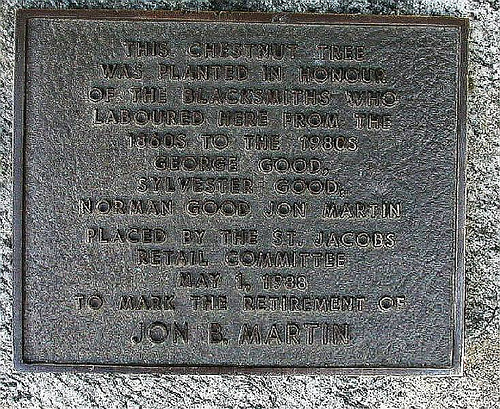 THIS CHESTNUT TREE
WAS PLANTED IN HONOUR
OF THE BLACKSMITHS WHO
LABOURED HERE FROM THE
1860S TO THE 1980S
GEORGE GOOD,
SYLVESTER GOOD,
NORMAN GOOD JON MARTIN
PLACED BY THE ST. JACOBS
RETAIL COMMITTEE
MAY 1, 1988
TO MARK THE RETIREMENT OF
JON B. MARTIN